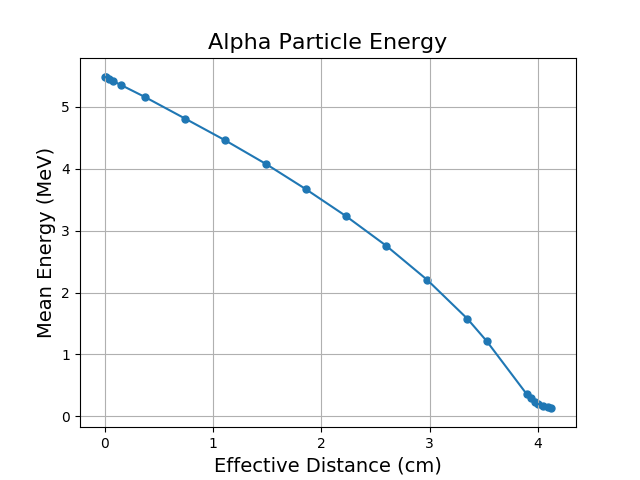 Alpha Particle Energy
Mean Energy (MeV)
5
4
3
2
1
0
0 1 2 3 4
Effective Distance (cm)